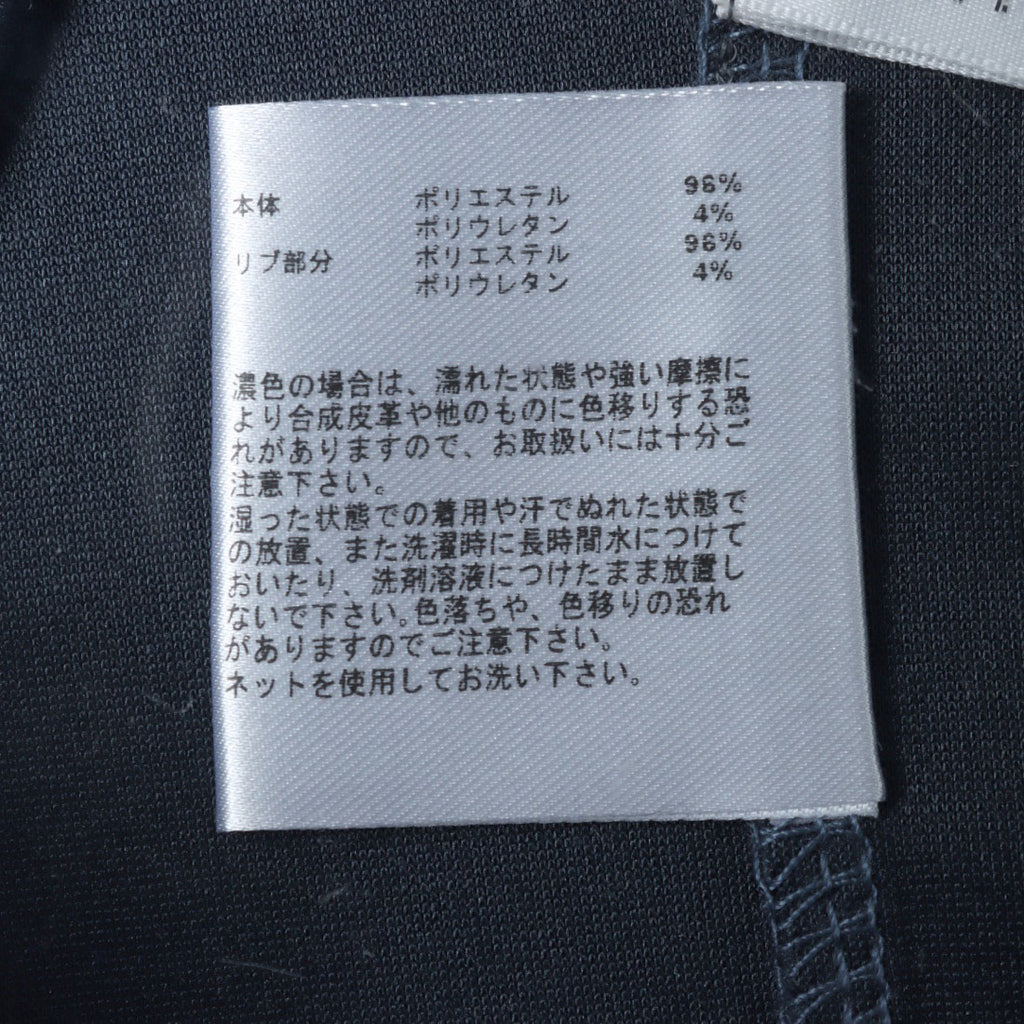 本体 ポリエステル 96%
ポリウレタン 4%
リブ部分 ポリエステル 96%
ポリウレタン 4%
濃色の場合は、濡れた状態や強い摩擦に
より合成皮革や他のものに色移りする恐
れがありますので、お取扱いには十分ご
注意下さい。
湿った状態での着用や汗でぬれた状態で
の放置、また洗濯時に長時間水につけて
おいたり、洗剤溶液につけたまま放置し
ないで下さい。色落ちや、色移りの恐れ
がありますのでご注意下さい。
ネットを使用してお洗い下さい。